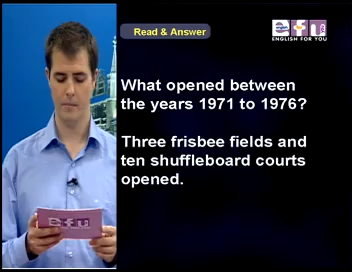 Read & Answer
efu
ENGLISH FOR YOU
What opened between
the years 1971 to 1976?
Three frisbee fields and
ten shuffleboard courts
opened.
efu